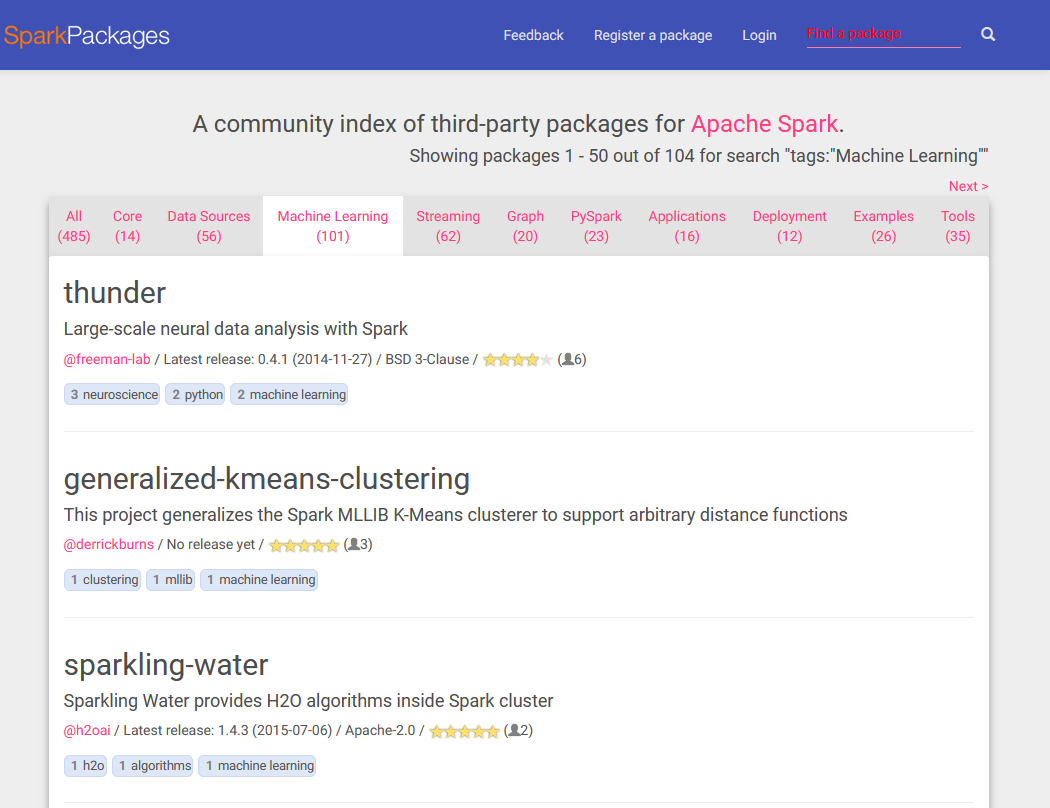 SparkPackages
Feedback Register a package Login Find a package
A community index of third-party packages for Apache Spark.
Showing packages 1 - 50 out of 104 for search "tags:"Machine Learning""
Next >
All Core Data Sources Machine Learning Streaming Graph PySpark Applications Deployment Examples Tools
(485) (14) (56) (101) (62) (20) (23) (16) (12) (26) (35)
thunder
Large-scale neural data analysis with Spark
@freeman-lab / Latest release: 0.4.1 (2014-11-27) / BSD 3-Clause / (6)
3 neuroscience 2 python 2 machine learning
generalized-kmeans-clustering
This project generalizes the Spark MLLIB K-Means clusterer to support arbitrary distance functions
@derrickburns / No release yet / (3)
1 clustering 1 mllib 1 machine learning
sparkling-water
Sparkling Water provides H2O algorithms inside Spark cluster
@h2oai / Latest release: 1.4.3 (2015-07-06) / Apache-2.0 / (2)
1 h2o 1 algorithms 1 machine learning